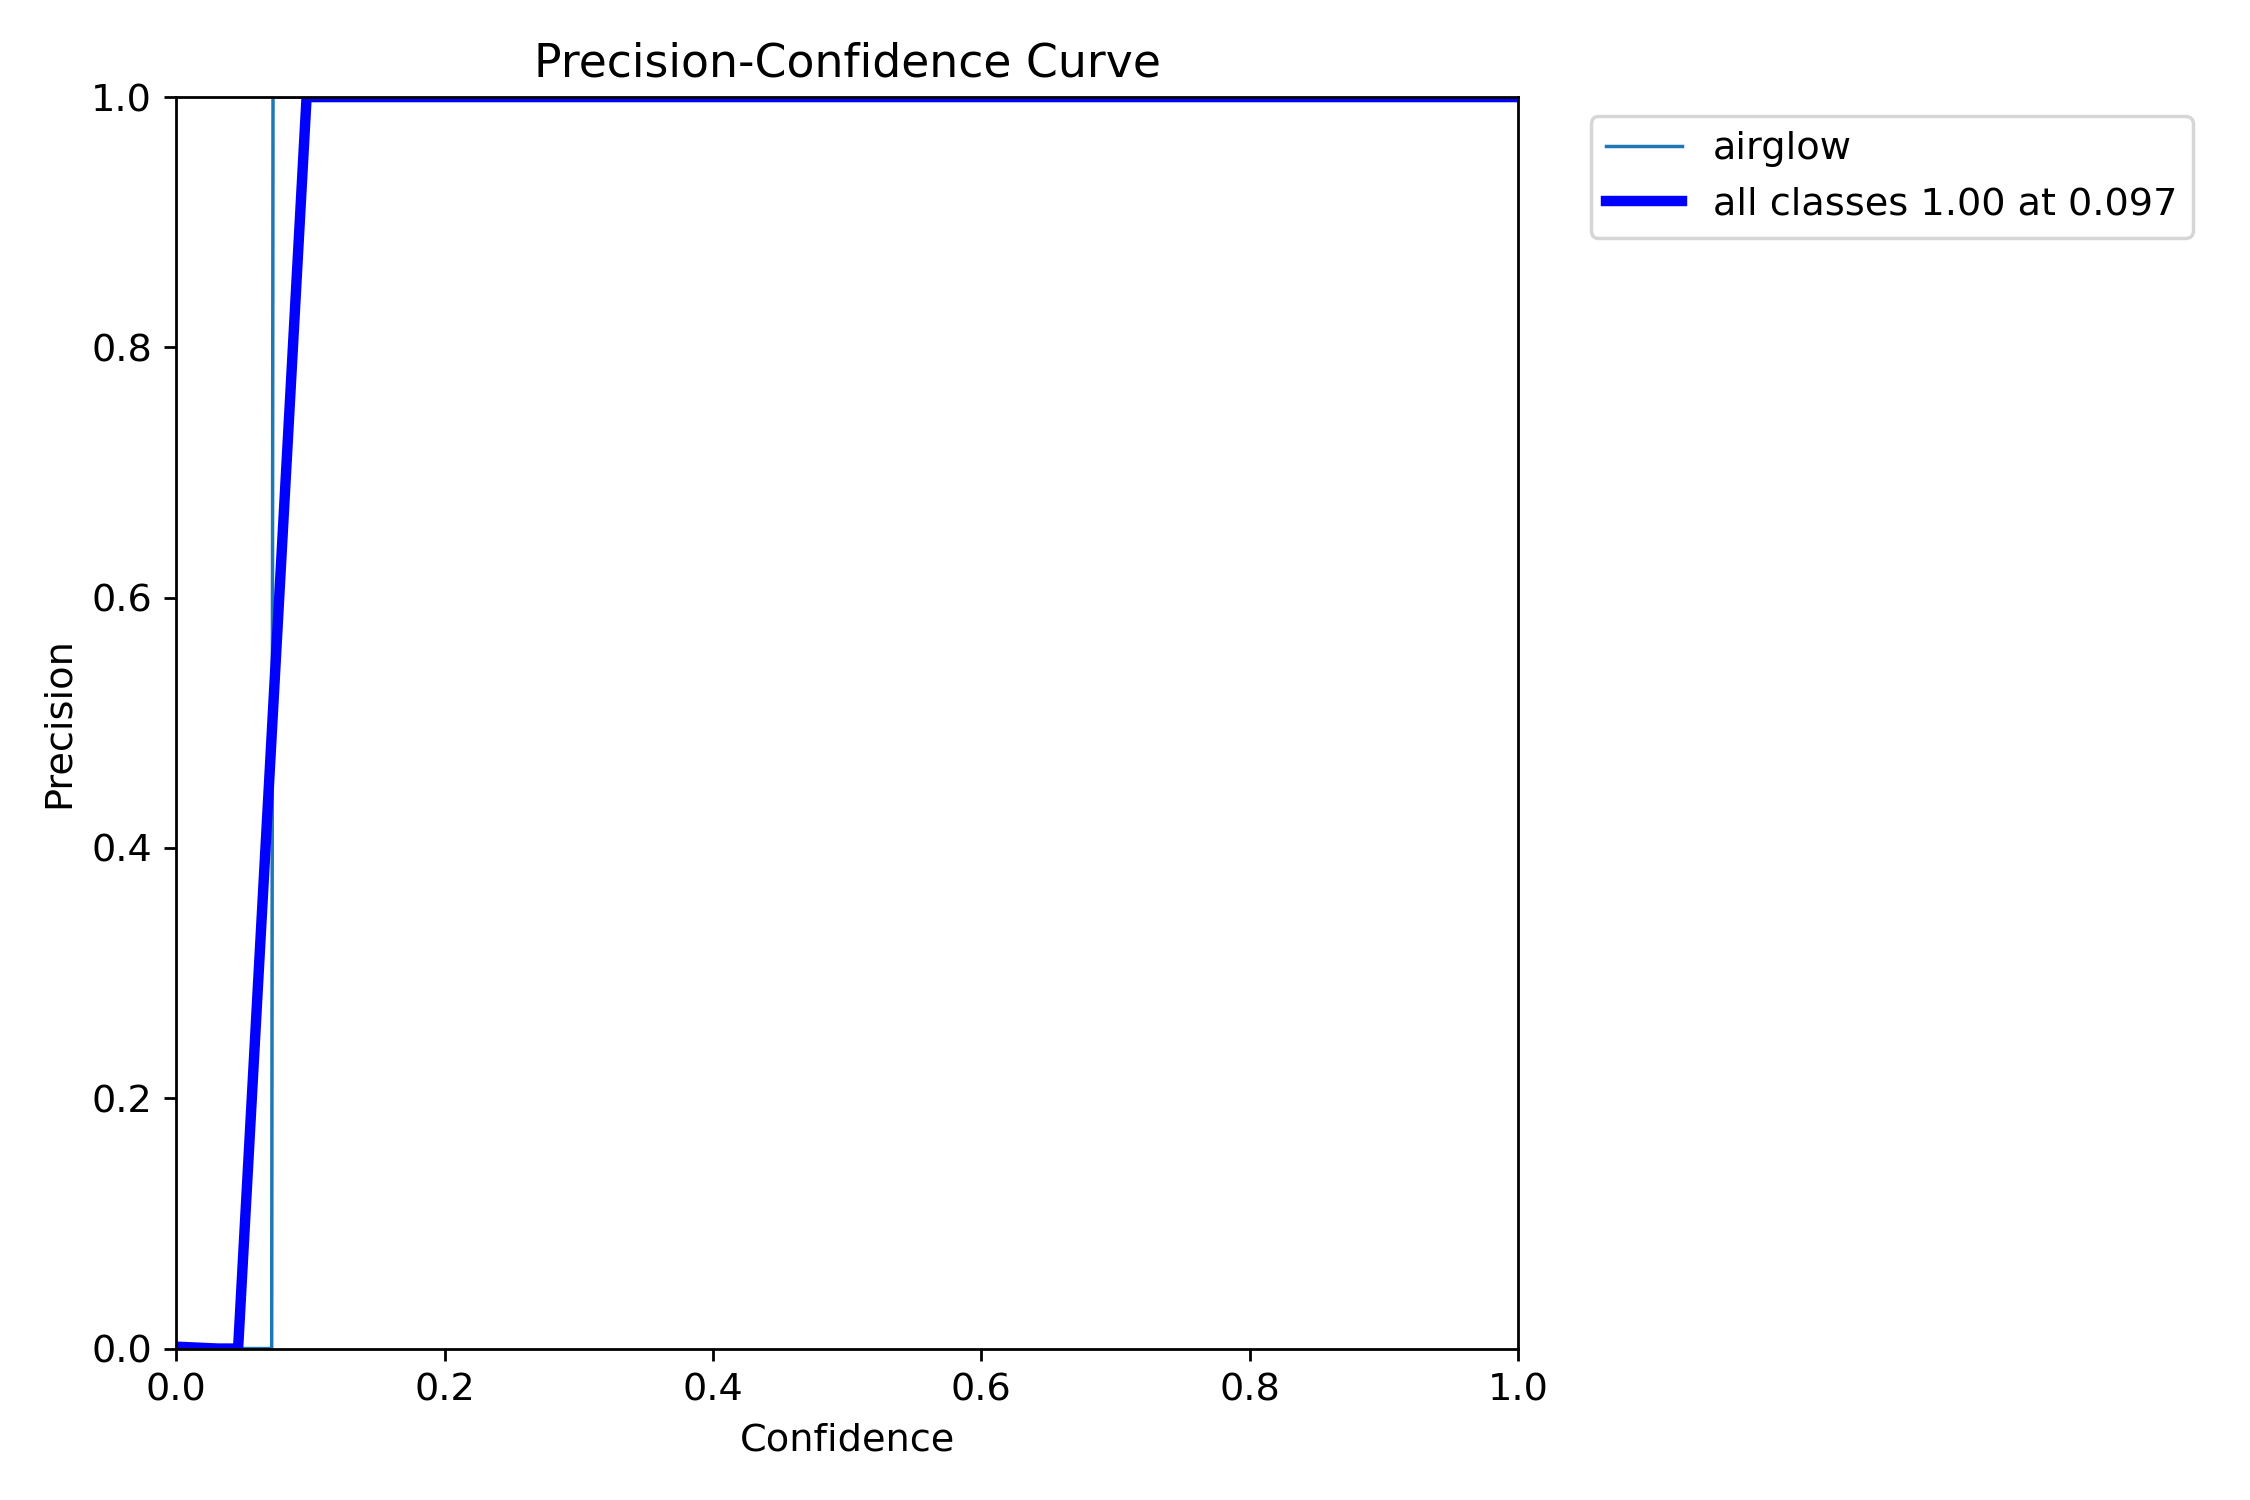 Precision-Confidence Curve
1.0
0.8
0.6
0.4
0.2
0.0
Precision
0.0 0.2 0.4 0.6 0.8 1.0
Confidence
airglow
all classes 1.00 at 0.097